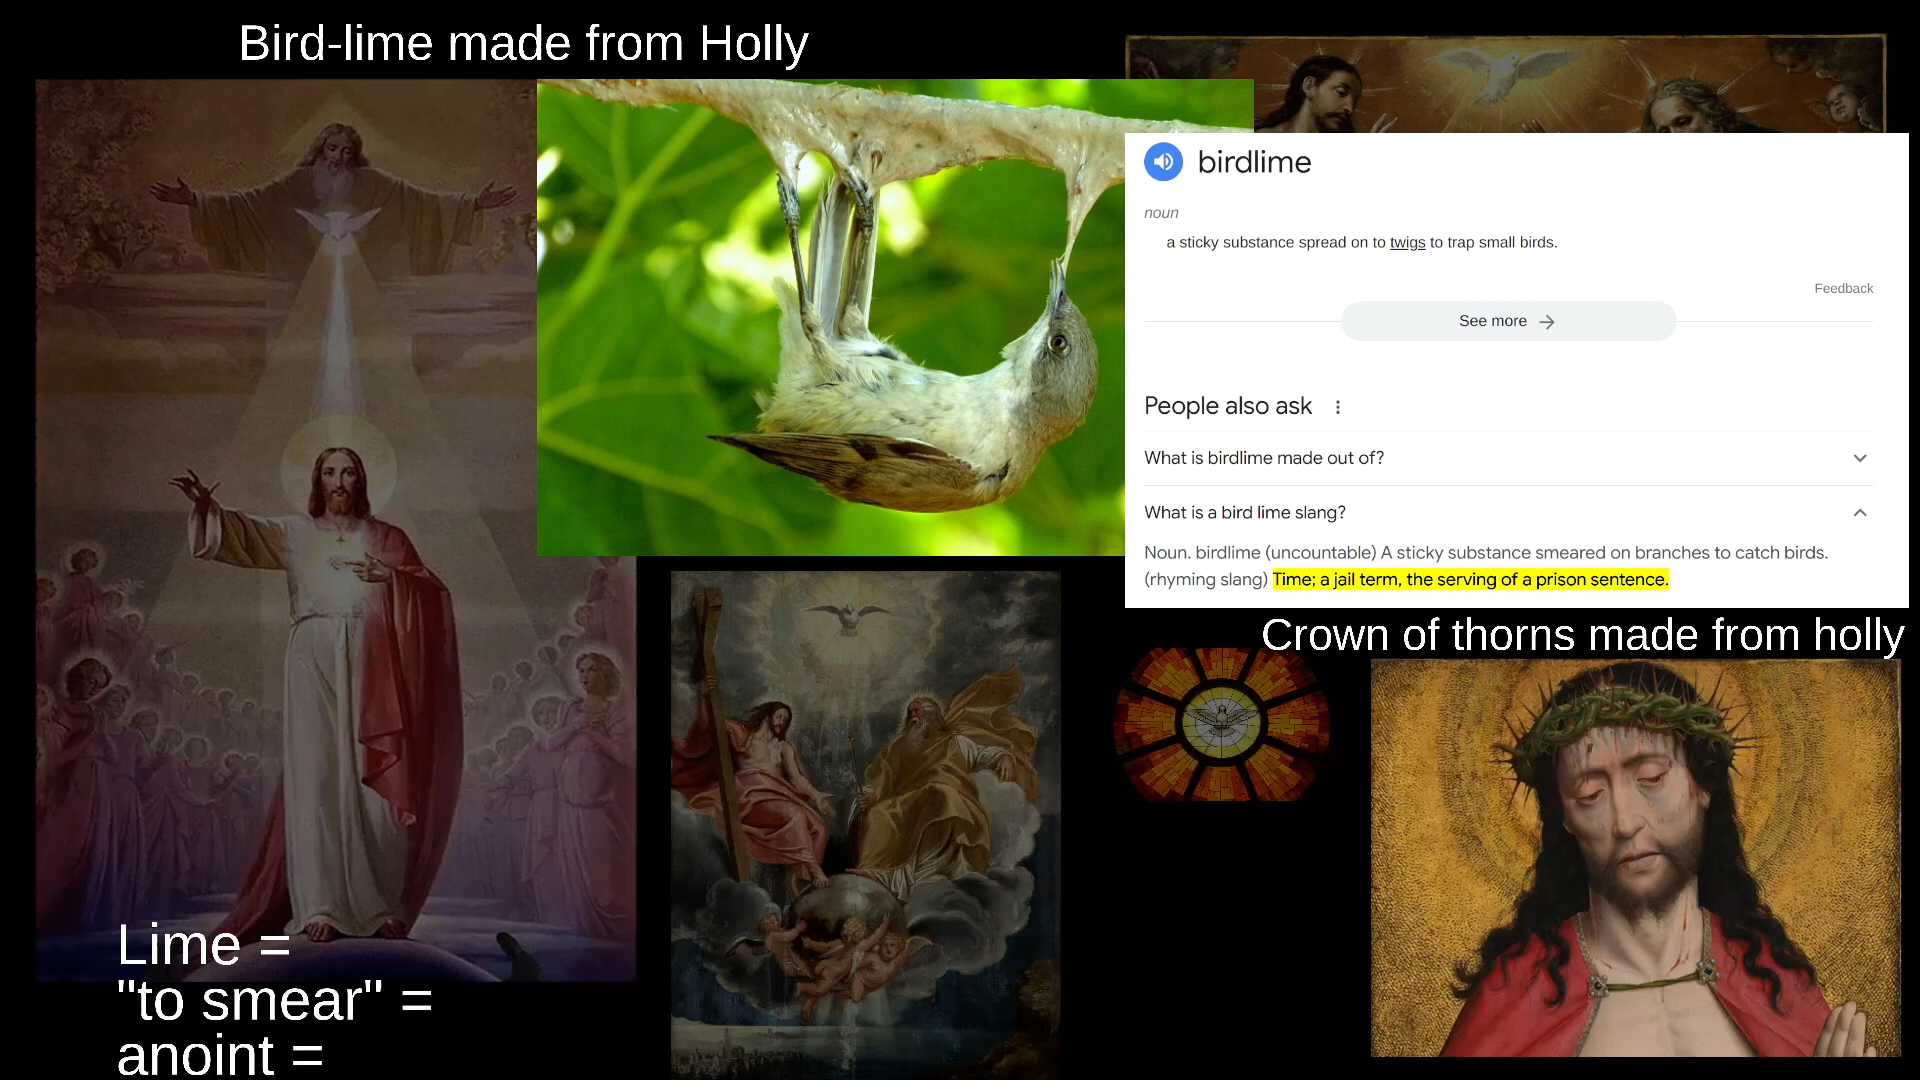 Bird-lime made from Holly
birdlime
noun
a sticky substance spread on to twigs to trap small birds.
Feedback
See more
People also ask
What is birdlime made out of?
What is a bird lime slang?
Noun. birdlime (uncountable) A sticky substance smeared on branches to catch birds.
(rhyming slang) Time; a jail term, the serving of a prison sentence.
Crown of thorns made from holly
Lime =
"to smear" =
anoint =